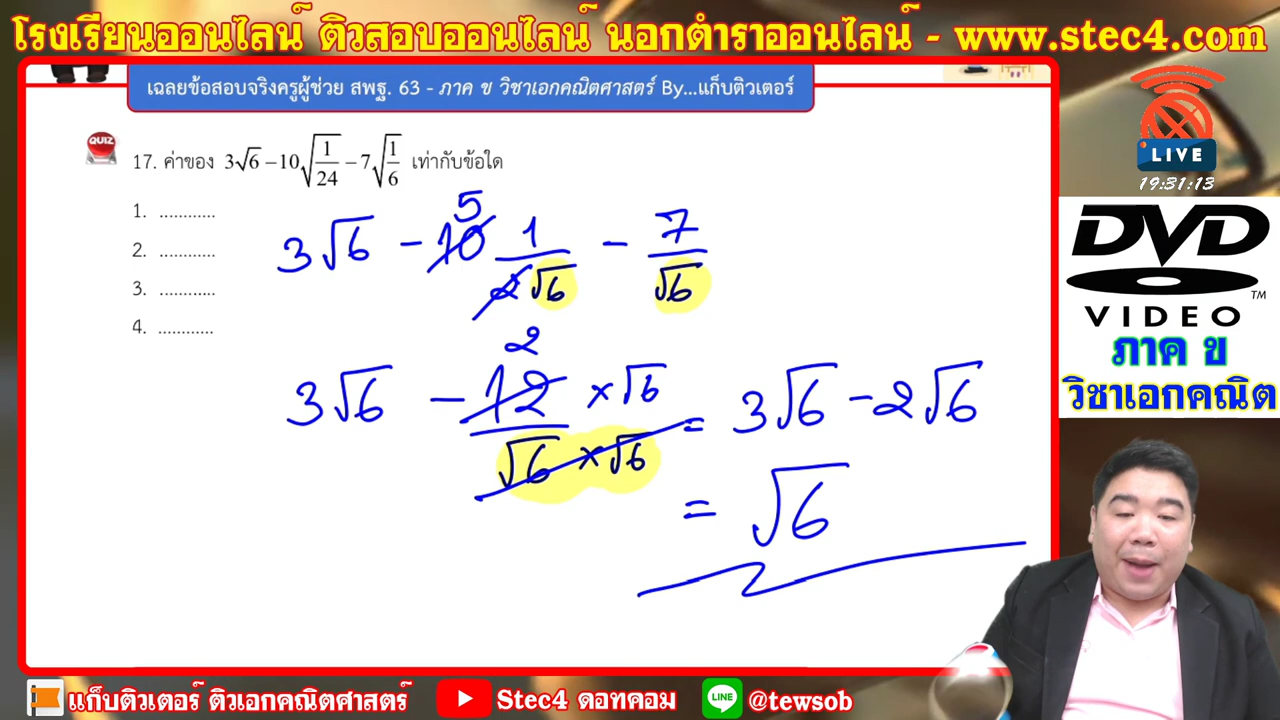 โรงเรียนออนไลน์ ติวสอบออนไลน์ นอกตำราออนไลน์ - www.stec4.com
เฉลยข้อสอบจริงครูผู้ช่วย สพฐ. 63 - ภาค ข วิชาเอกคณิตศาสตร์ By...แก็บติวเตอร์
LIVE
19:31:13
QUIZ
17. ค่าของ 3√6 − 10√(1/24) − 7√(1/6) เท่ากับข้อใด
1. ............
2. ............
3. ............
4. ............
3√6 − 10 5 1/(2√6) − 7/√6
3√6 − 12 2 ×√6/(√6 ×√6) = 3√6 − 2√6
= √6
DVD
TM
VIDEO
ภาค ข
วิชาเอกคณิต
แก็บติวเตอร์ ติวเอกคณิตศาสตร์
Stec4 ดอทคอม
LINE
@tewsob